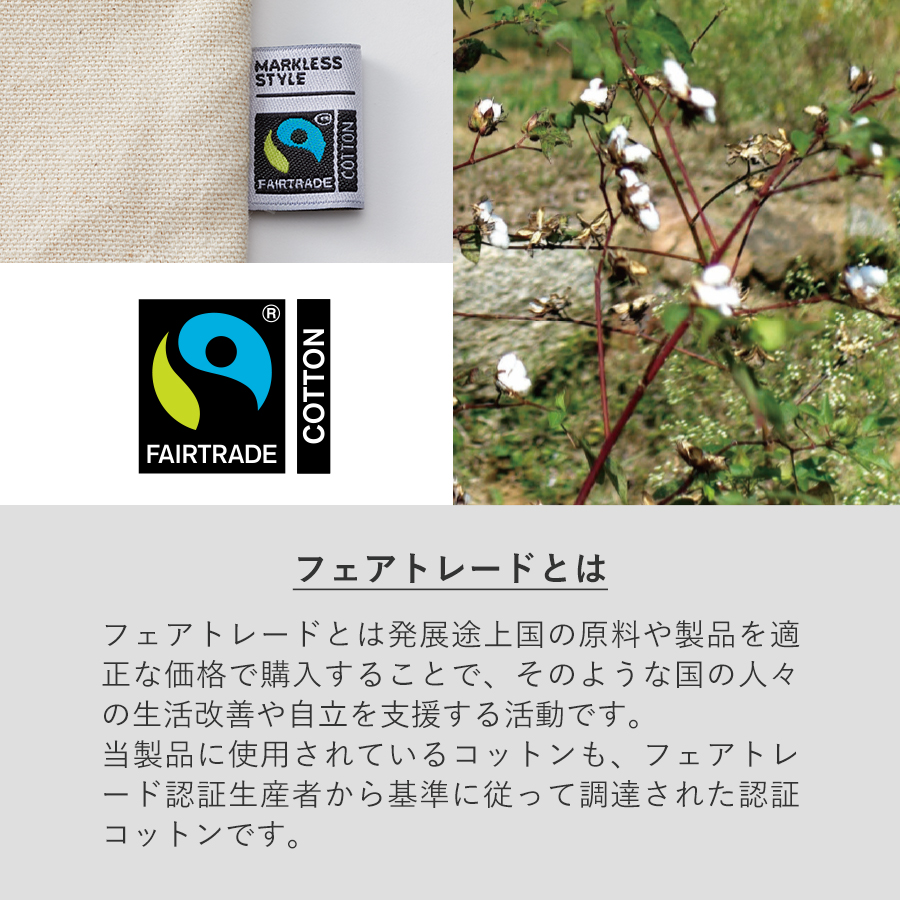 MARKLESS
STYLE
FAIRTRADE
COTTON
®
FAIRTRADE
COTTON
フェアトレードとは
フェアトレードとは発展途上国の原料や製品を適
正な価格で購入することで、そのような国の人々
の生活改善や自立を支援する活動です。
当製品に使用されているコットンも、フェアトレ
ード認証生産者から基準に従って調達された認証
コットンです。